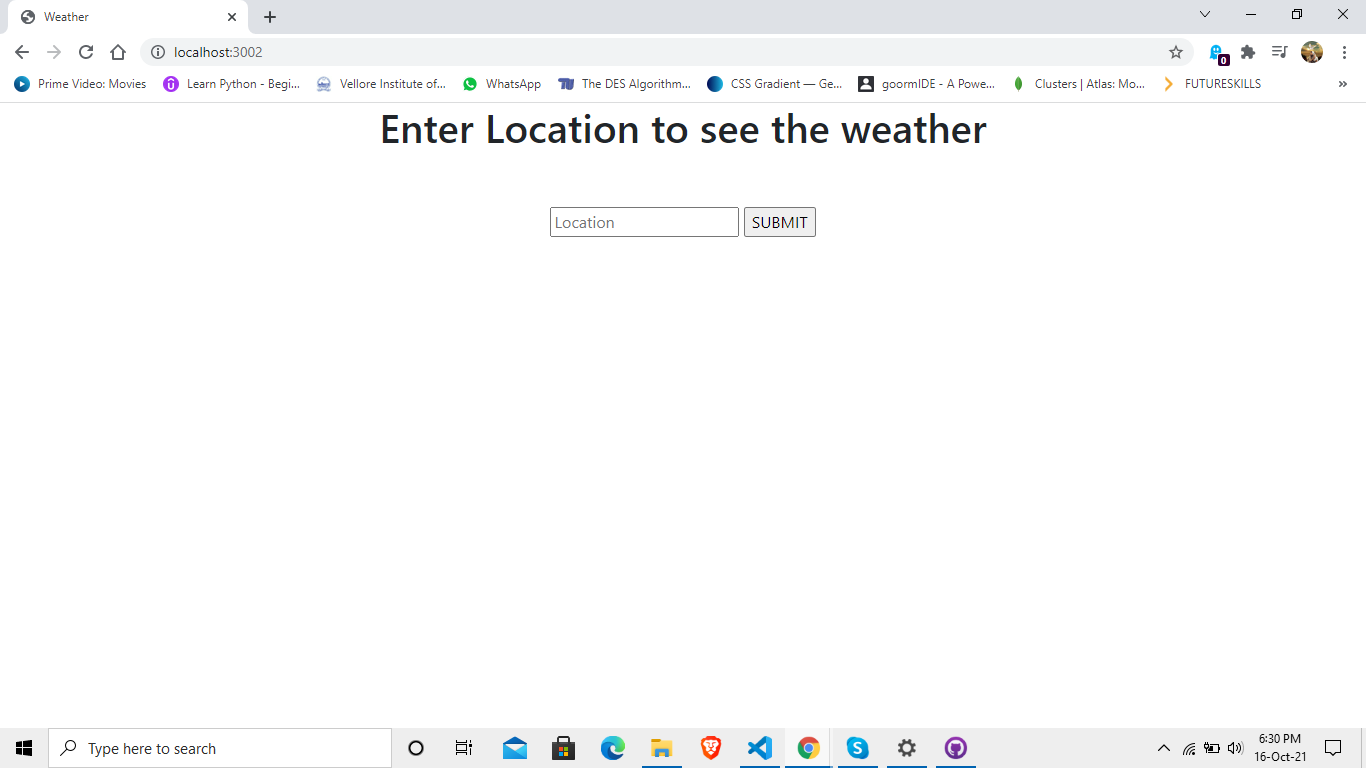 Weather
localhost:3002
0
Prime Video: Movies Learn Python - Begi... Vellore Institute of... WhatsApp The DES Algorithm... CSS Gradient — Ge... goormIDE - A Powe... Clusters | Atlas: Mo... FUTURESKILLS »
Enter Location to see the weather
Location SUBMIT
Type here to search
6:30 PM
16-Oct-21